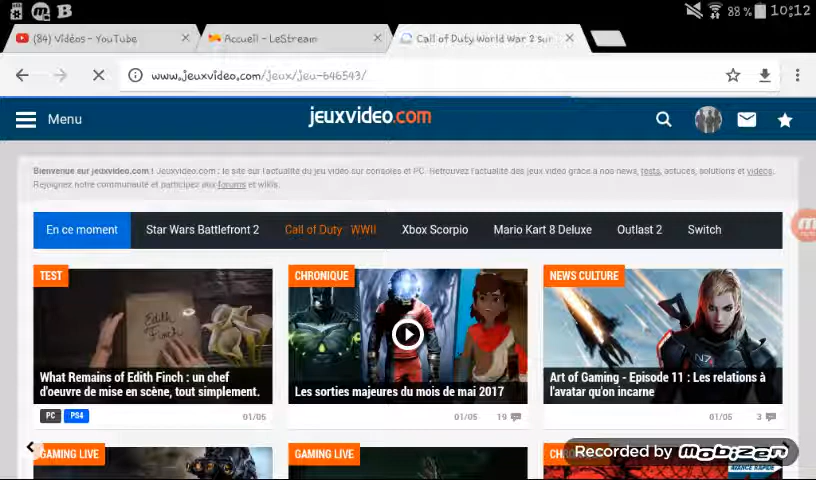 B
88 %
10:12
(84) Vidéos - YouTube
Accueil - LeStream
Call of Duty World War 2 sur
www.jeuxvideo.com/jeux/jeu-646543/
Menu
jeuxvideo.com
Bienvenue sur jeuxvideo.com ! Jeuxvideo.com : le site sur l'actualité du jeu vidéo sur consoles et PC. Retrouvez l'actualité des jeux vidéo grâce à nos news, tests, astuces, solutions et videos.
Rejoignez notre communauté et participez aux forums et wikis.
En ce moment
Star Wars Battlefront 2
Call of Duty : WWII
Xbox Scorpio
Mario Kart 8 Deluxe
Outlast 2
Switch
TEST
CHRONIQUE
NEWS CULTURE
Edith
Finch
N7
What Remains of Edith Finch : un chef
d'oeuvre de mise en scène, tout simplement.
Les sorties majeures du mois de mai 2017
Art of Gaming - Episode 11 : Les relations à
l'avatar qu'on incarne
PC
PS4
01/05
01/05
19
01/05
3
GAMING LIVE
GAMING LIVE
Recorded by MOBIZEN
AVANCE RAPIDE